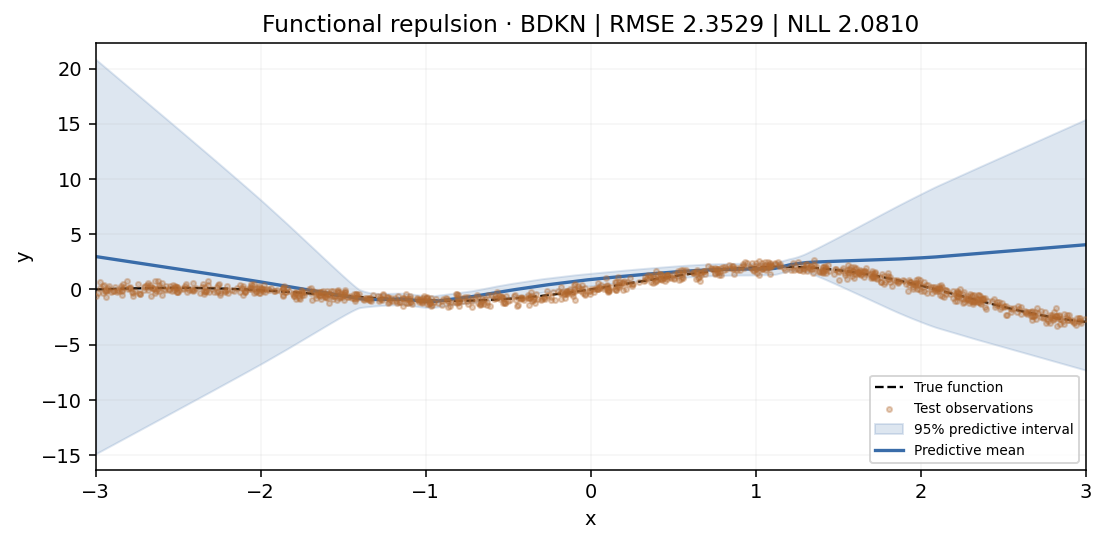 Functional repulsion · BDKN | RMSE 2.3529 | NLL 2.0810
20
15
10
5
0
−5
−10
−15
y
−3
−2
−1
0
1
2
3
x
True function
Test observations
95% predictive interval
Predictive mean